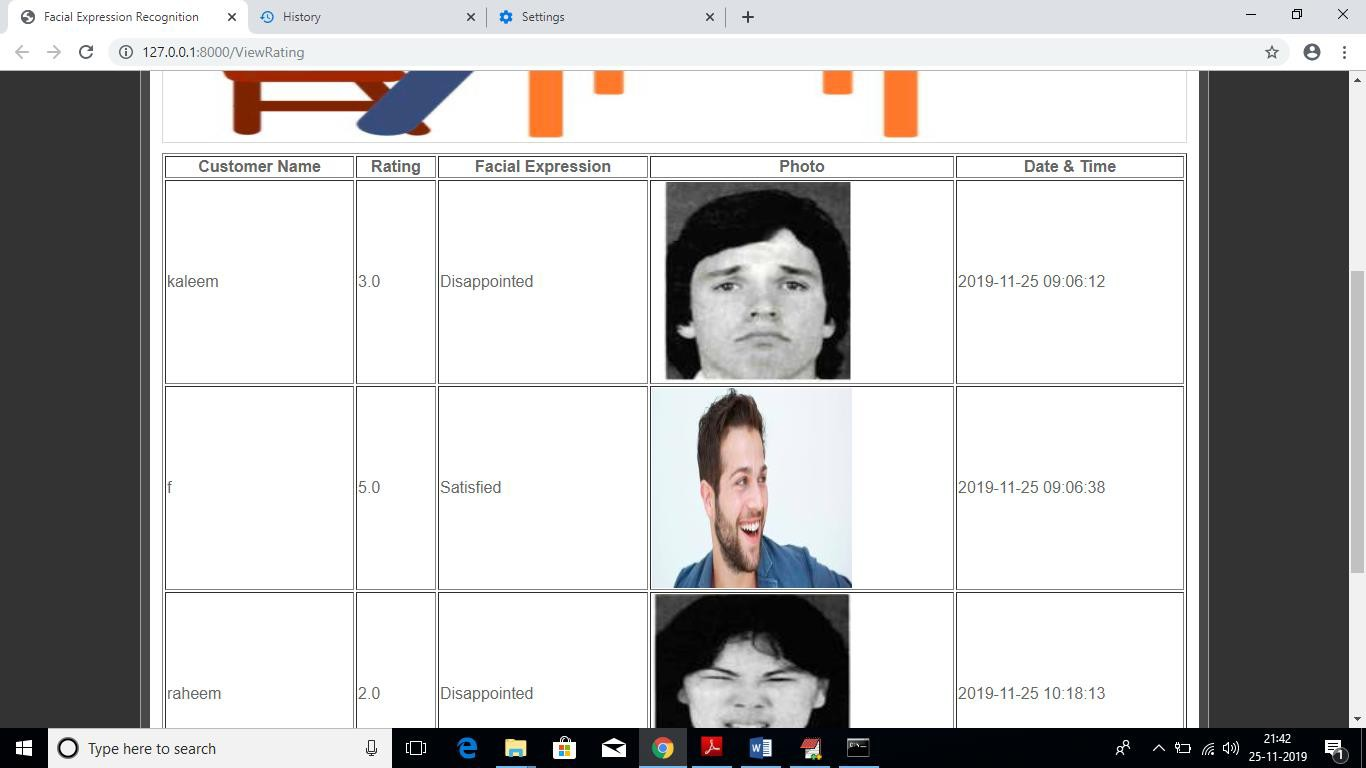 Facial Expression Recognition
History
Settings
127.0.0.1:8000/ViewRating
Customer Name Rating Facial Expression Photo Date & Time
kaleem 3.0 Disappointed 2019-11-25 09:06:12
f 5.0 Satisfied 2019-11-25 09:06:38
raheem 2.0 Disappointed 2019-11-25 10:18:13
Type here to search
21:42
25-11-2019
1